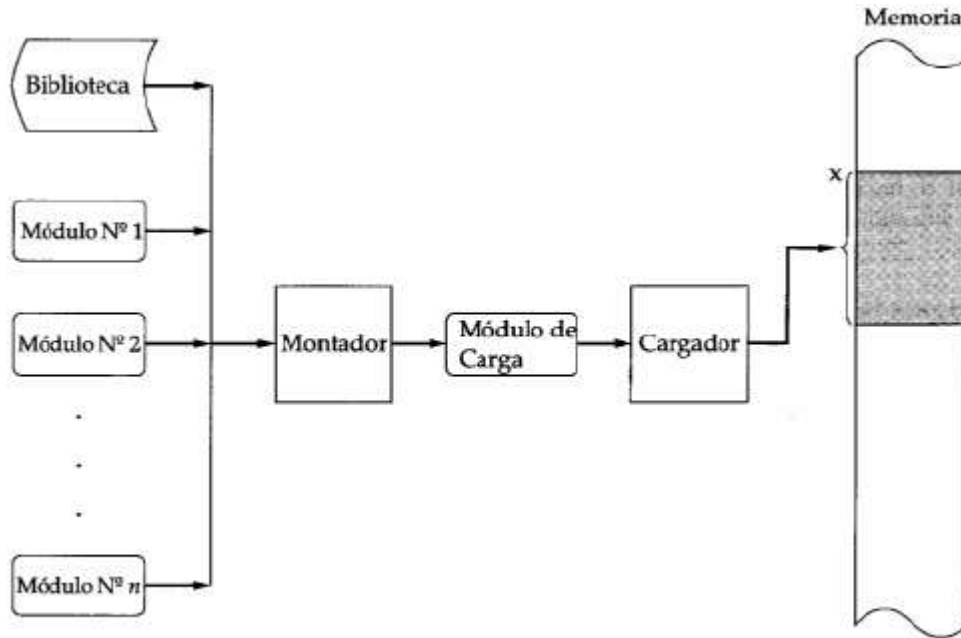 Memoria
Biblioteca
x
Módulo Nº 1
Módulo Nº 2
Montador
Módulo de
Carga
Cargador
Módulo Nº n